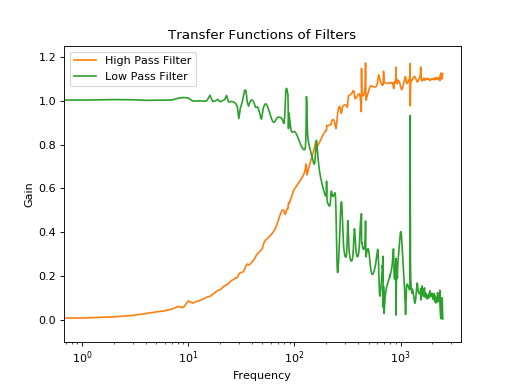 Transfer Functions of Filters
High Pass Filter
Low Pass Filter
Gain
1.2
1.0
0.8
0.6
0.4
0.2
0.0
10⁰ 10¹ 10² 10³
Frequency